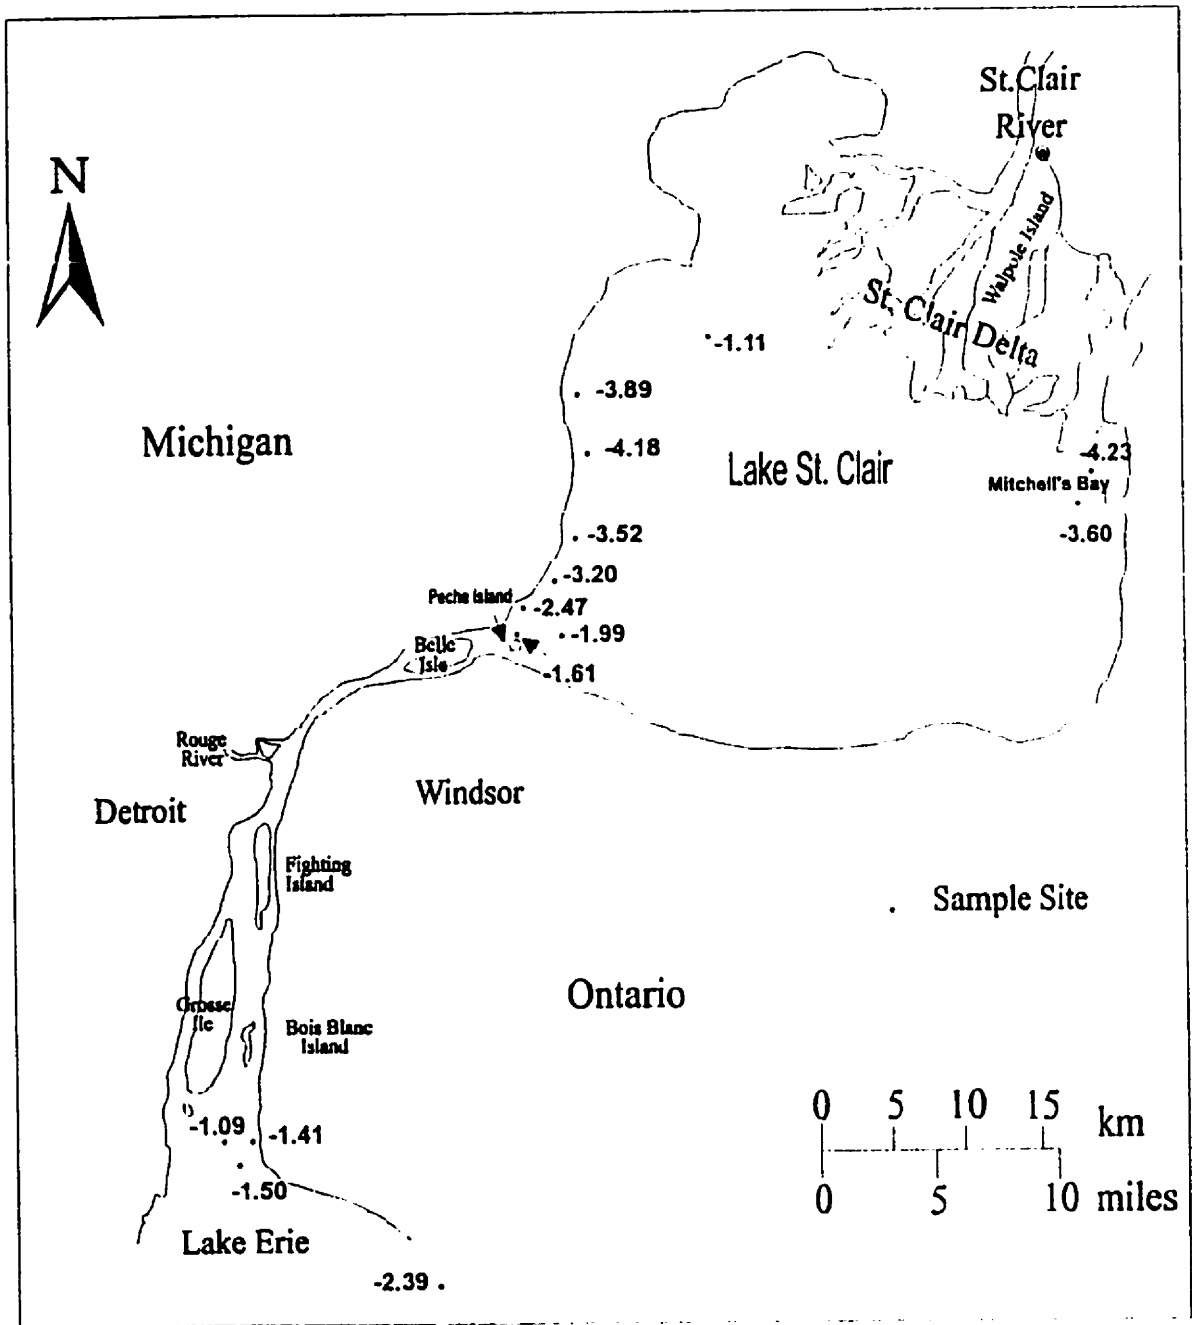 St.Clair
River
N
Walpole Island
St. Clair Delta
-1.11
-3.89
Michigan
-4.18
Lake St. Clair
-4.23
Mitchell's Bay
-3.52
-3.60
-3.20
Peche Island
-2.47
-1.99
Belle
Isle
-1.61
Rouge
River
Windsor
Detroit
Fighting
Island
. Sample Site
Ontario
Grosse
Ile
Bois Blanc
Island
0 5 10 15 km
-1.09
-1.41
0 5 10 miles
-1.50
Lake Erie
-2.39